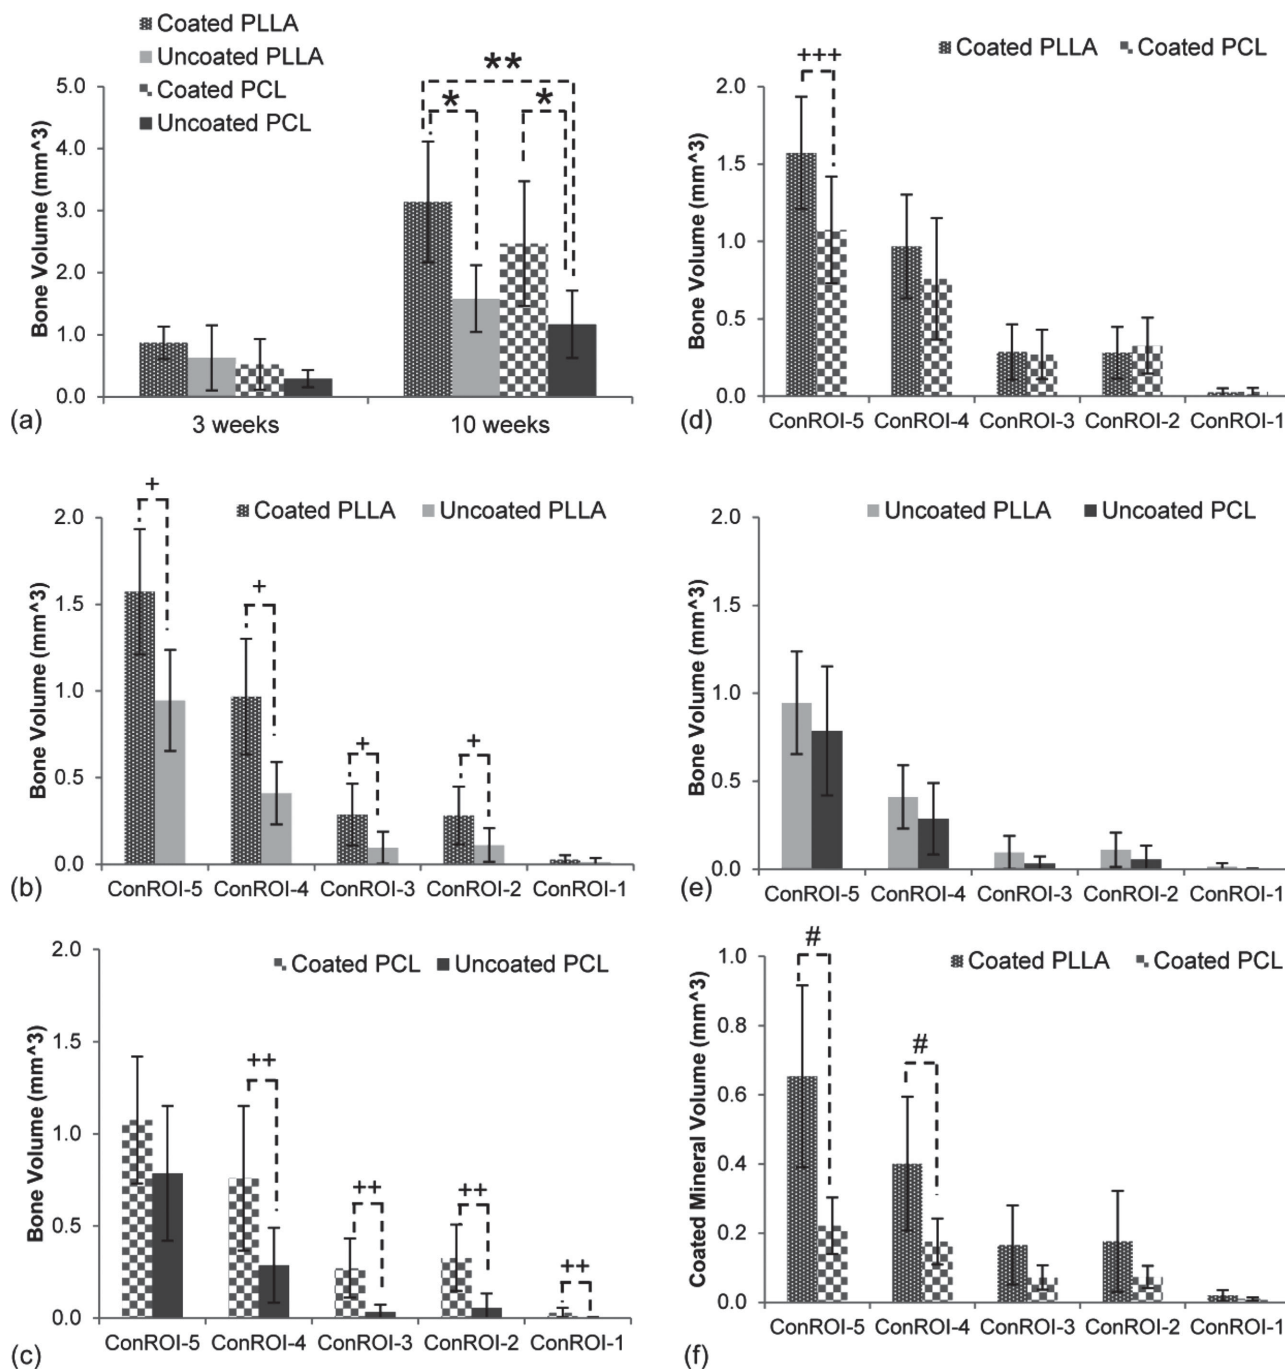 Coated PLLA
Uncoated PLLA
Coated PCL
Uncoated PCL
Bone Volume (mm^3)
5.0
4.0
3.0
2.0
1.0
0.0
**
*
*
3 weeks
10 weeks
(a)
Coated PLLA
Coated PCL
+++
Bone Volume (mm^3)
2.0
1.5
1.0
0.5
0.0
ConROI-5
ConROI-4
ConROI-3
ConROI-2
ConROI-1
(d)
Coated PLLA
Uncoated PLLA
+
+
+
+
Bone Volume (mm^3)
2.0
1.5
1.0
0.5
0.0
ConROI-5
ConROI-4
ConROI-3
ConROI-2
ConROI-1
(b)
Uncoated PLLA
Uncoated PCL
Bone Volume (mm^3)
2.0
1.5
1.0
0.5
0.0
ConROI-5
ConROI-4
ConROI-3
ConROI-2
ConROI-1
(e)
Coated PCL
Uncoated PCL
++
++
++
++
Bone Volume (mm^3)
2.0
1.5
1.0
0.5
0.0
ConROI-5
ConROI-4
ConROI-3
ConROI-2
ConROI-1
(c)
Coated PLLA
Coated PCL
#
#
Coated Mineral Volume (mm^3)
1.0
0.8
0.6
0.4
0.2
0.0
ConROI-5
ConROI-4
ConROI-3
ConROI-2
ConROI-1
(f)